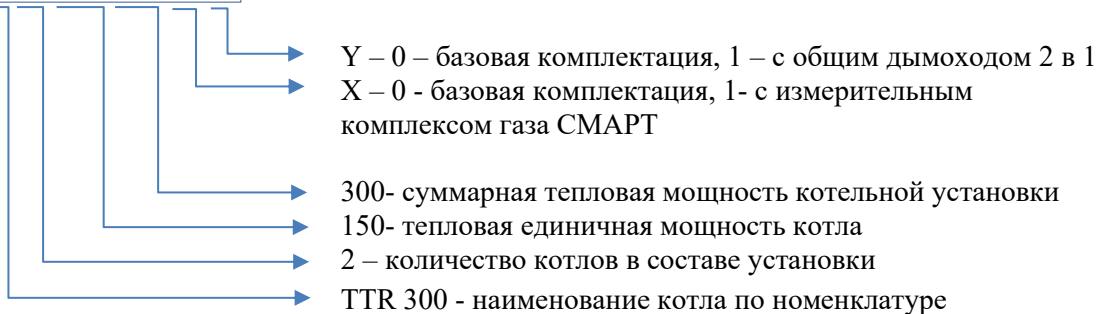 Y – 0 – базовая комплектация, 1 – с общим дымоходом 2 в 1
X – 0 - базовая комплектация, 1- с измерительным
комплексом газа СМАРТ
300- суммарная тепловая мощность котельной установки
150- тепловая единичная мощность котла
2 – количество котлов в составе установки
TTR 300 - наименование котла по номенклатуре